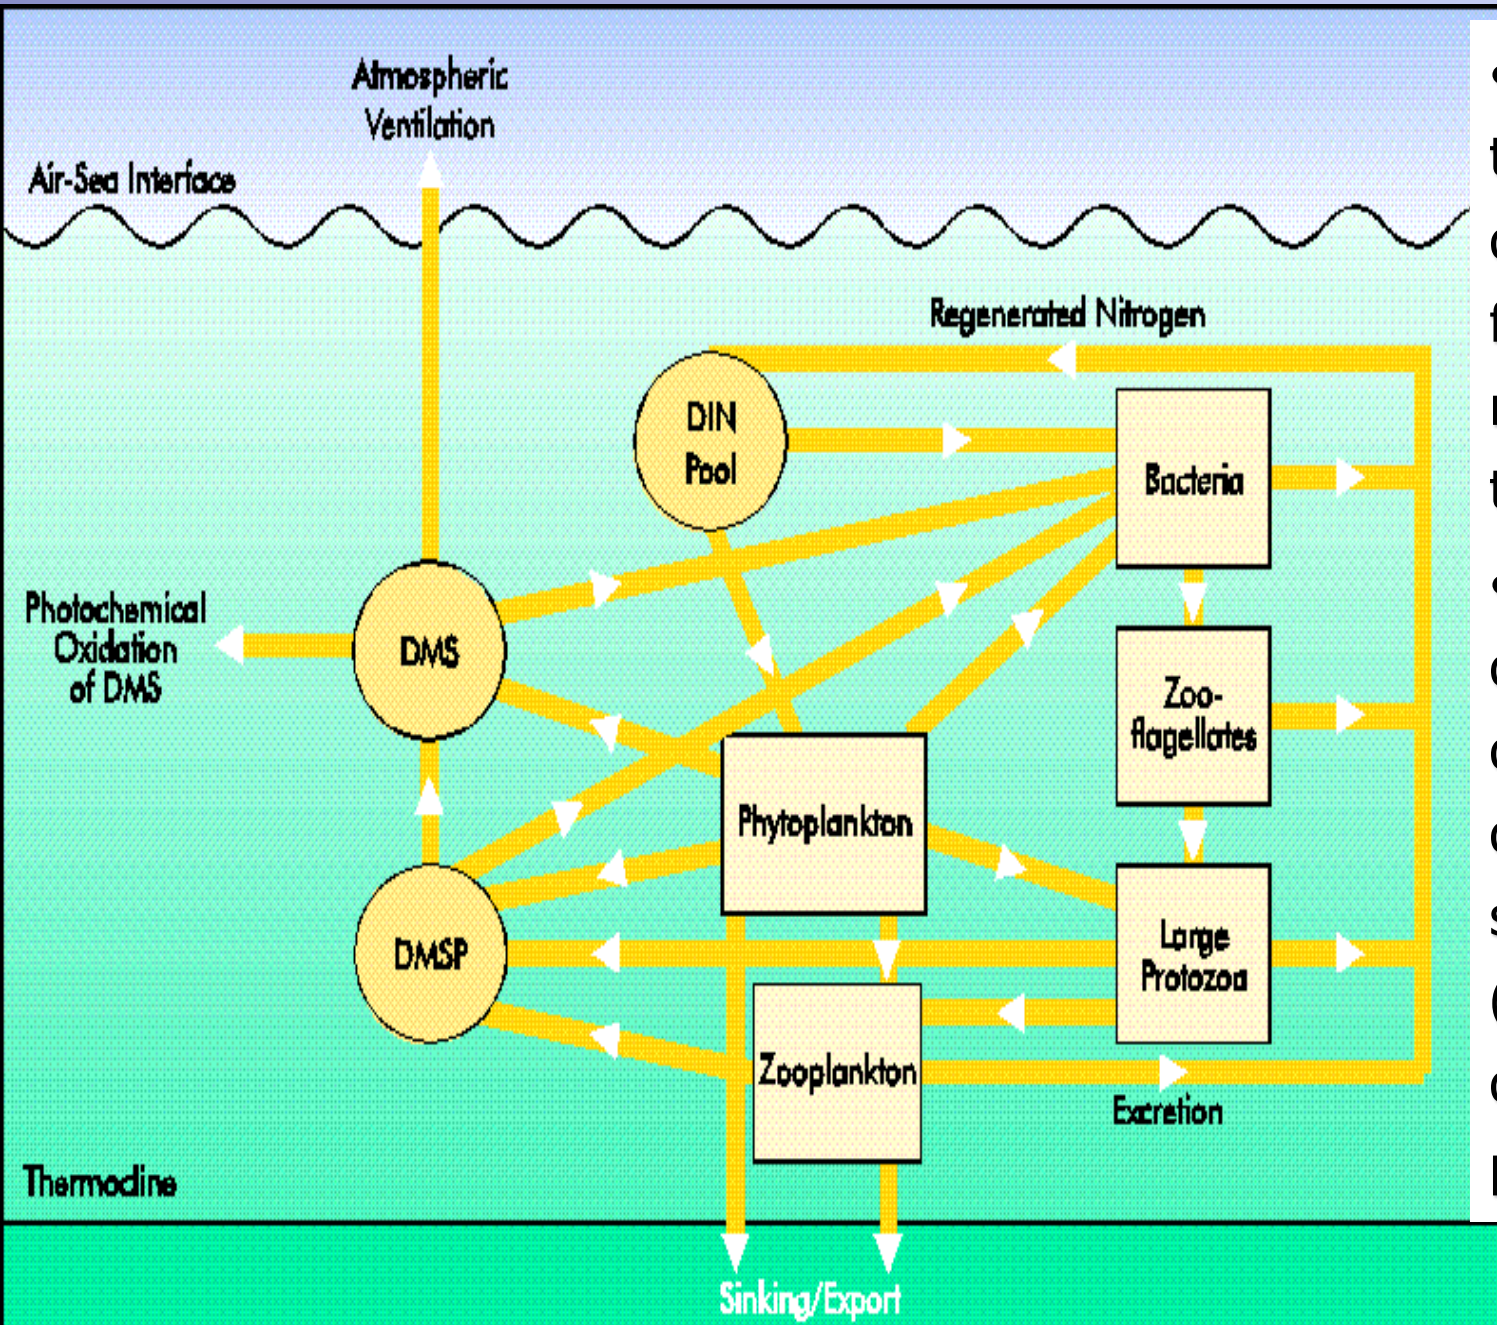 Atmospheric
Ventilation
Air-Sea Interface
Regenerated Nitrogen
DIN
Pool
Bacteria
Photochemical
Oxidation
of DMS
DMS
Zoo-
flagellates
Phytoplankton
DMSP
Large
Protozoa
Zooplankton
Excretion
Thermocline
Sinking/Export